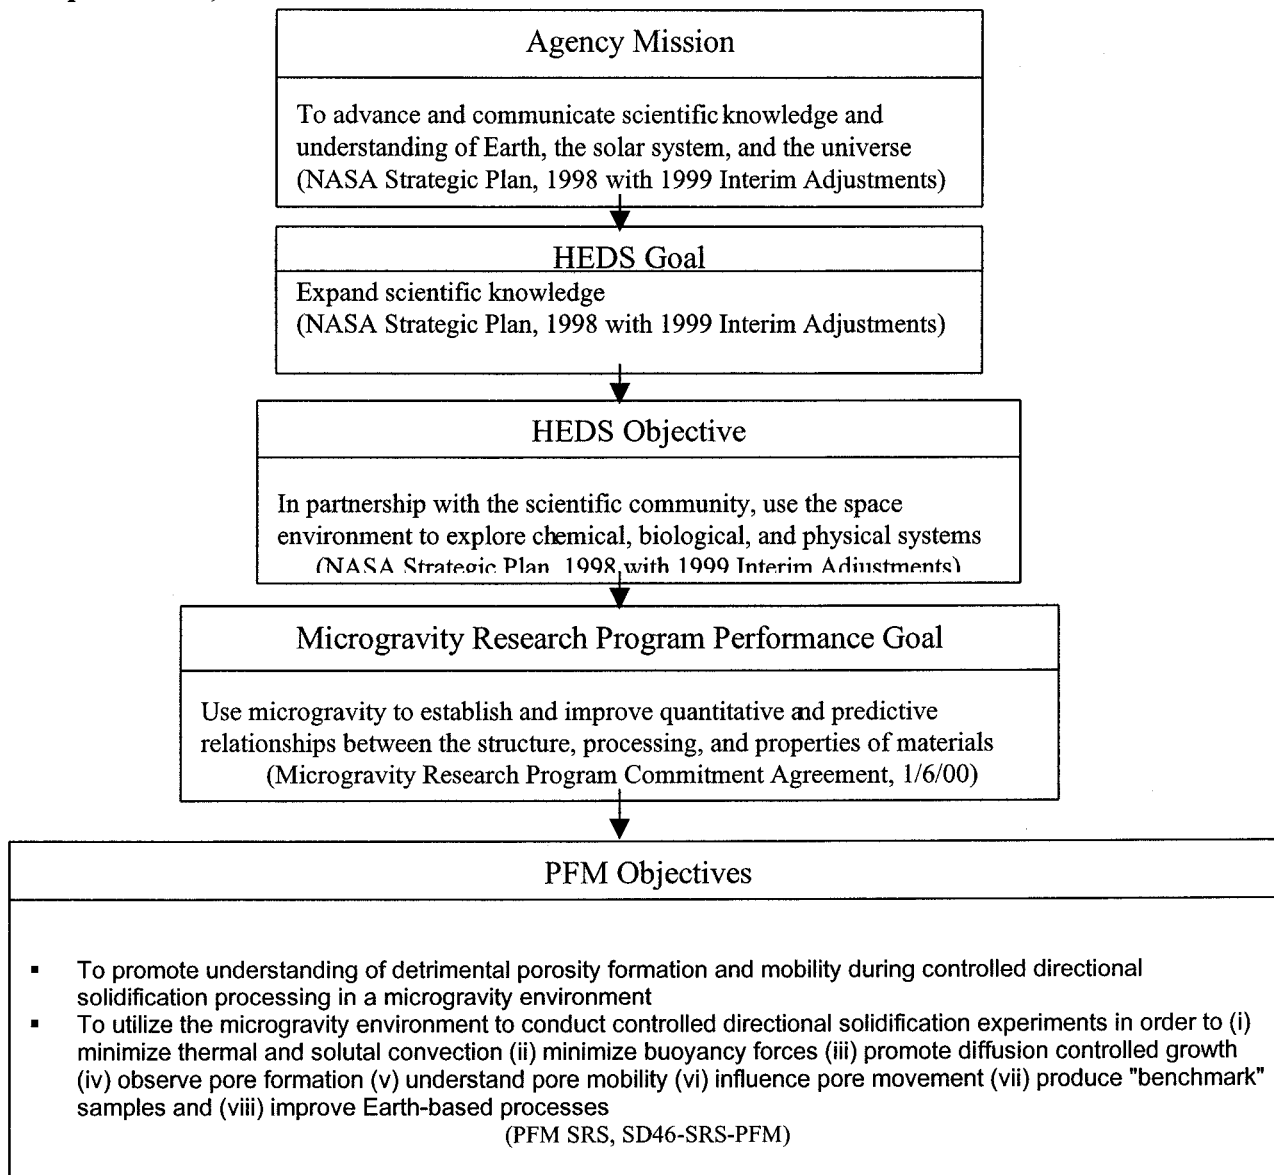 Agency Mission
To advance and communicate scientific knowledge and
understanding of Earth, the solar system, and the universe
(NASA Strategic Plan, 1998 with 1999 Interim Adjustments)
HEDS Goal
Expand scientific knowledge
(NASA Strategic Plan, 1998 with 1999 Interim Adjustments)
HEDS Objective
In partnership with the scientific community, use the space
environment to explore chemical, biological, and physical systems
(NASA Strategic Plan, 1998 with 1999 Interim Adjustments)
Microgravity Research Program Performance Goal
Use microgravity to establish and improve quantitative and predictive
relationships between the structure, processing, and properties of materials
(Microgravity Research Program Commitment Agreement, 1/6/00)
PFM Objectives
▪ To promote understanding of detrimental porosity formation and mobility during controlled directional
solidification processing in a microgravity environment
▪ To utilize the microgravity environment to conduct controlled directional solidification experiments in order to (i)
minimize thermal and solutal convection (ii) minimize buoyancy forces (iii) promote diffusion controlled growth
(iv) observe pore formation (v) understand pore mobility (vi) influence pore movement (vii) produce "benchmark"
samples and (viii) improve Earth-based processes
(PFM SRS, SD46-SRS-PFM)